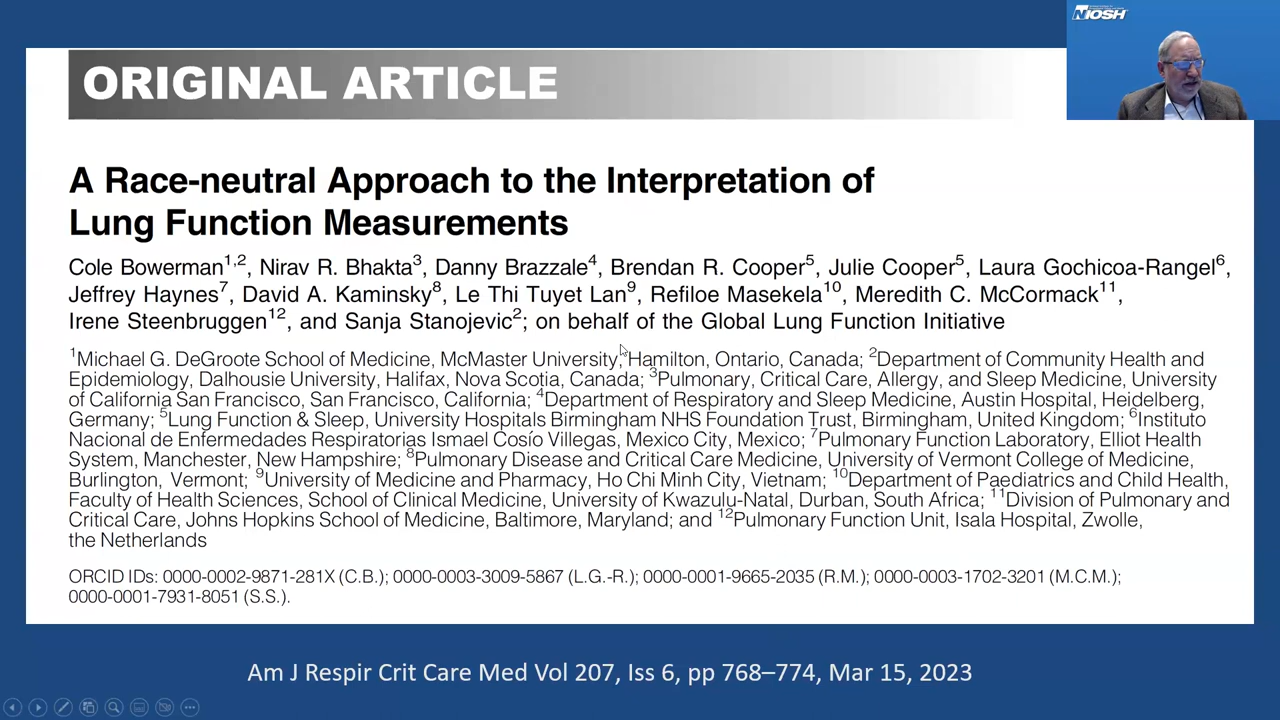 NIOSH
ORIGINAL ARTICLE
A Race-neutral Approach to the Interpretation of
Lung Function Measurements
Cole Bowerman1,2, Nirav R. Bhakta3, Danny Brazzale4, Brendan R. Cooper5, Julie Cooper5, Laura Gochicoa-Rangel6,
Jeffrey Haynes7, David A. Kaminsky8, Le Thi Tuyet Lan9, Refiloe Masekela10, Meredith C. McCormack11,
Irene Steenbruggen12, and Sanja Stanojevic2; on behalf of the Global Lung Function Initiative
1Michael G. DeGroote School of Medicine, McMaster University, Hamilton, Ontario, Canada; 2Department of Community Health and
Epidemiology, Dalhousie University, Halifax, Nova Scotia, Canada; 3Pulmonary, Critical Care, Allergy, and Sleep Medicine, University
of California San Francisco, San Francisco, California; 4Department of Respiratory and Sleep Medicine, Austin Hospital, Heidelberg,
Germany; 5Lung Function & Sleep, University Hospitals Birmingham NHS Foundation Trust, Birmingham, United Kingdom; 6Instituto
Nacional de Enfermedades Respiratorias Ismael Cosío Villegas, Mexico City, Mexico; 7Pulmonary Function Laboratory, Elliot Health
System, Manchester, New Hampshire; 8Pulmonary Disease and Critical Care Medicine, University of Vermont College of Medicine,
Burlington, Vermont; 9University of Medicine and Pharmacy, Ho Chi Minh City, Vietnam; 10Department of Paediatrics and Child Health,
Faculty of Health Sciences, School of Clinical Medicine, University of Kwazulu-Natal, Durban, South Africa; 11Division of Pulmonary and
Critical Care, Johns Hopkins School of Medicine, Baltimore, Maryland; and 12Pulmonary Function Unit, Isala Hospital, Zwolle,
the Netherlands
ORCID IDs: 0000-0002-9871-281X (C.B.); 0000-0003-3009-5867 (L.G.-R.); 0000-0001-9665-2035 (R.M.); 0000-0003-1702-3201 (M.C.M.);
0000-0001-7931-8051 (S.S.).
Am J Respir Crit Care Med Vol 207, Iss 6, pp 768–774, Mar 15, 2023